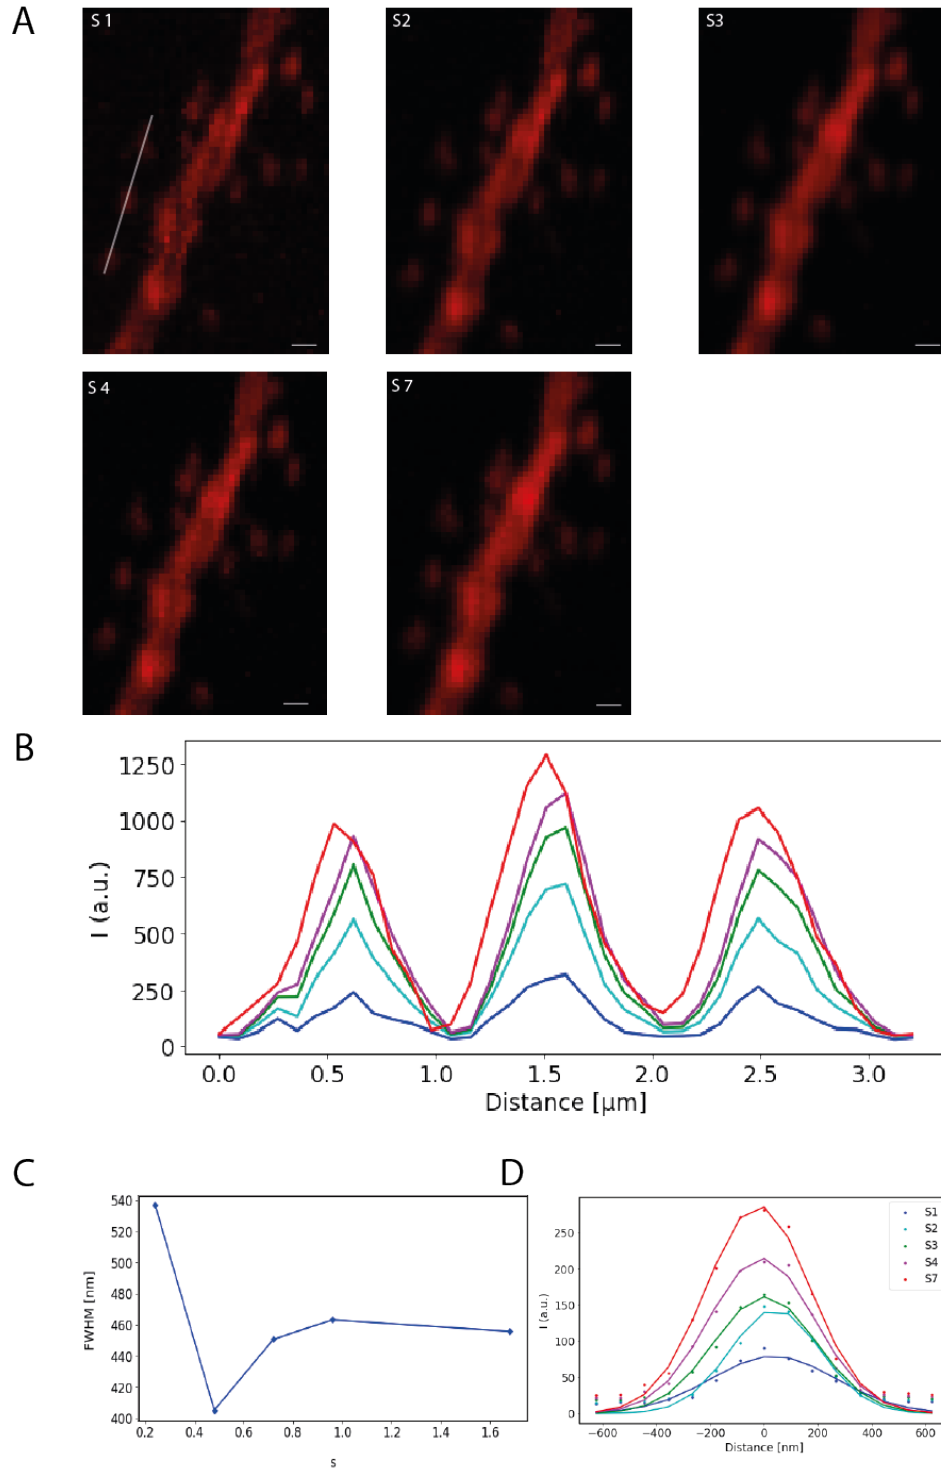 A
S 1
S2
S3
S 4
S 7
B
1250
1000
750
500
250
0
I (a.u.)
0.0 0.5 1.0 1.5 2.0 2.5 3.0
Distance [µm]
C
540
520
500
480
460
440
420
400
FWHM [nm]
0.2 0.4 0.6 0.8 1.0 1.2 1.4 1.6
s
D
250
200
150
100
50
0
I (a.u.)
S1
S2
S3
S4
S7
−600 −400 −200 0 200 400 600
Distance [nm]